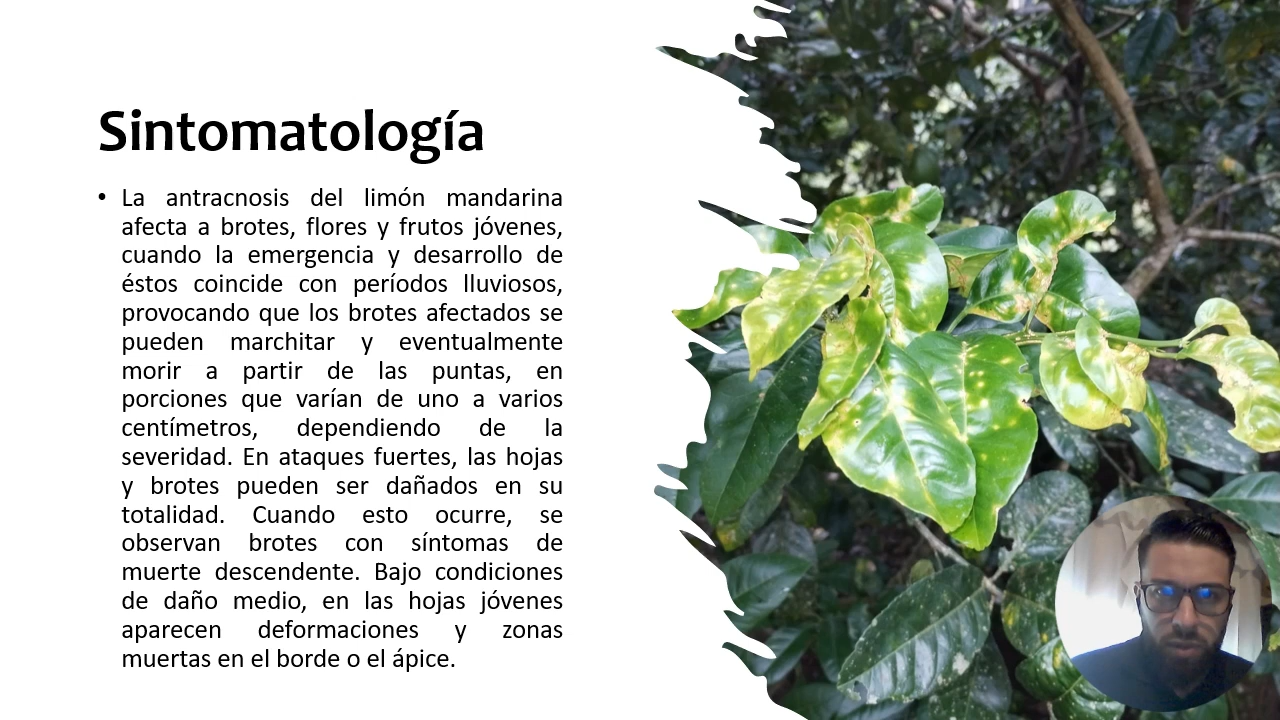 Sintomatología
• La antracnosis del limón mandarina
afecta a brotes, flores y frutos jóvenes,
cuando la emergencia y desarrollo de
éstos coincide con períodos lluviosos,
provocando que los brotes afectados se
pueden marchitar y eventualmente
morir a partir de las puntas, en
porciones que varían de uno a varios
centímetros, dependiendo de la
severidad. En ataques fuertes, las hojas
y brotes pueden ser dañados en su
totalidad. Cuando esto ocurre, se
observan brotes con síntomas de
muerte descendente. Bajo condiciones
de daño medio, en las hojas jóvenes
aparecen deformaciones y zonas
muertas en el borde o el ápice.